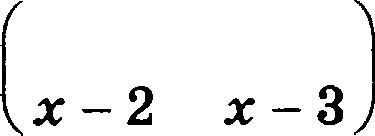 ( x − 2   x − 3 )